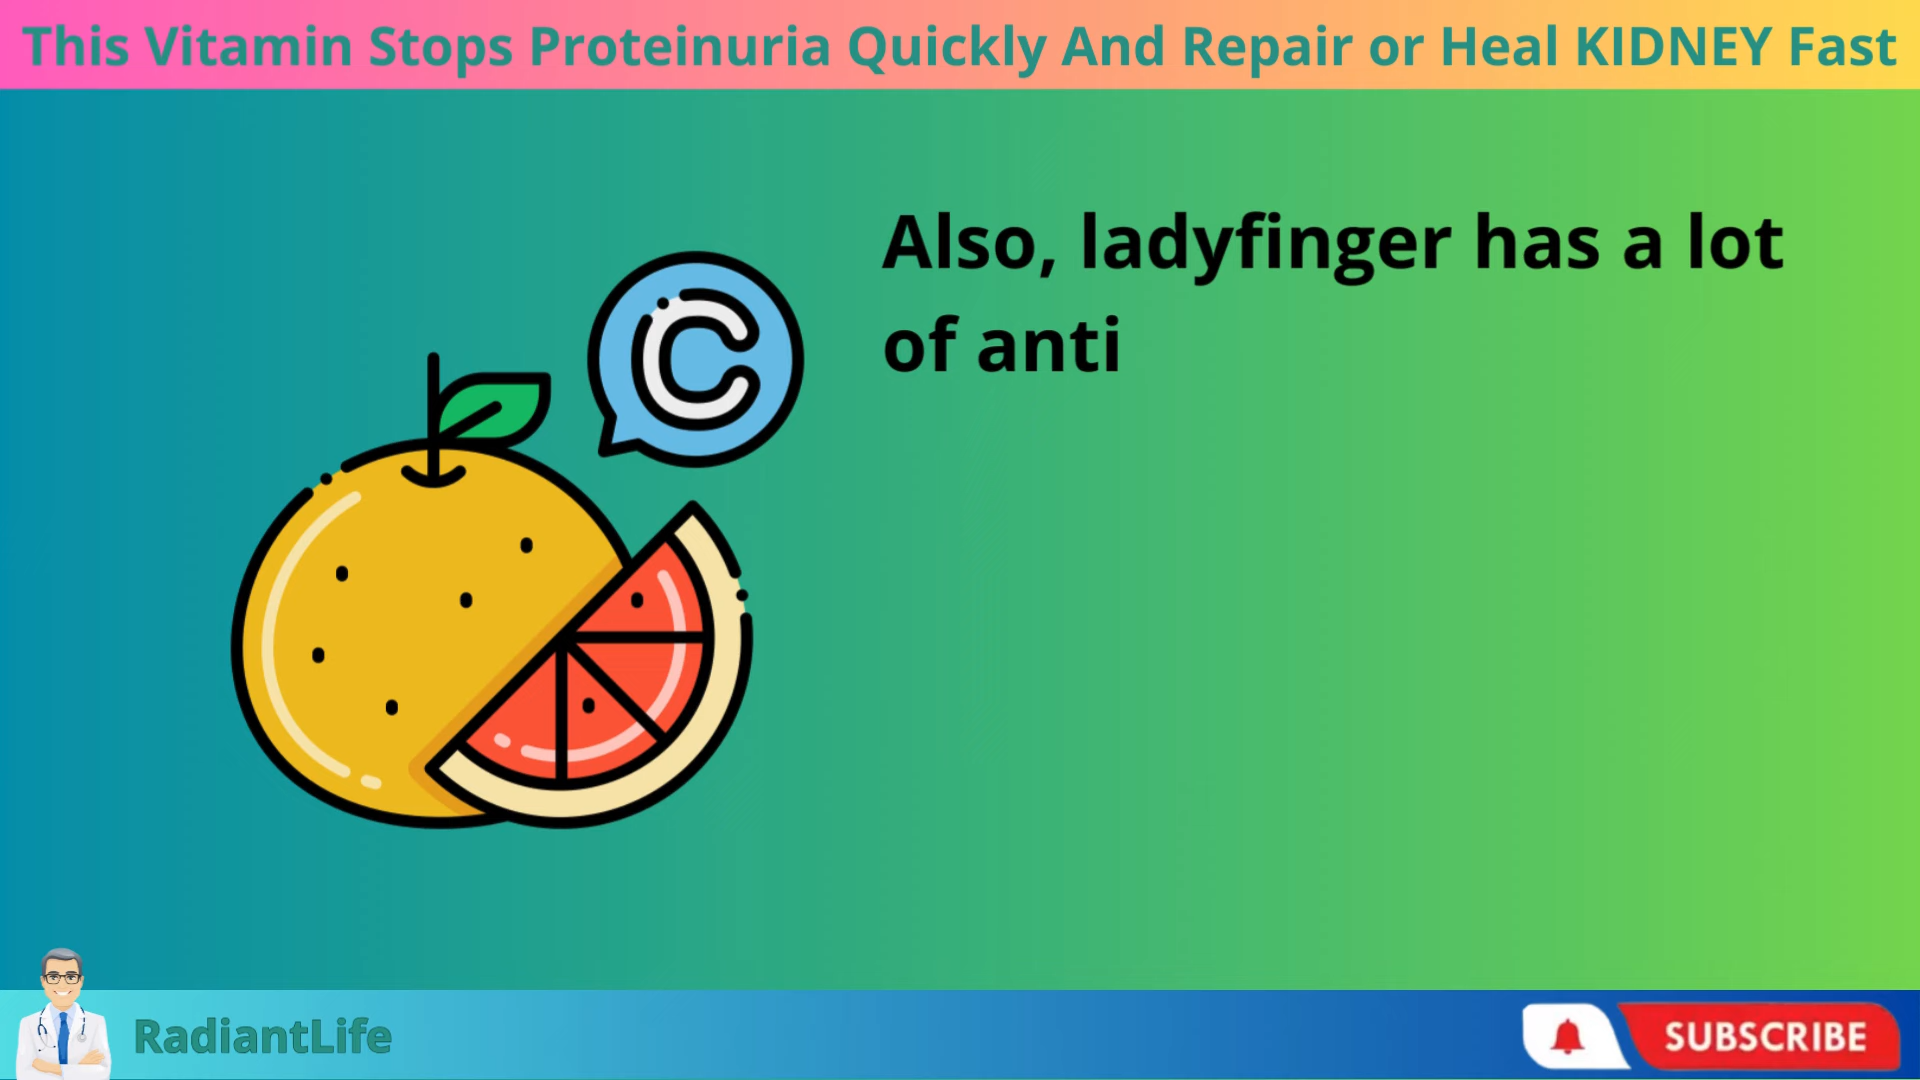 This Vitamin Stops Proteinuria Quickly And Repair or Heal KIDNEY Fast
C
Also, ladyfinger has a lot
of anti
RadiantLife
SUBSCRIBE